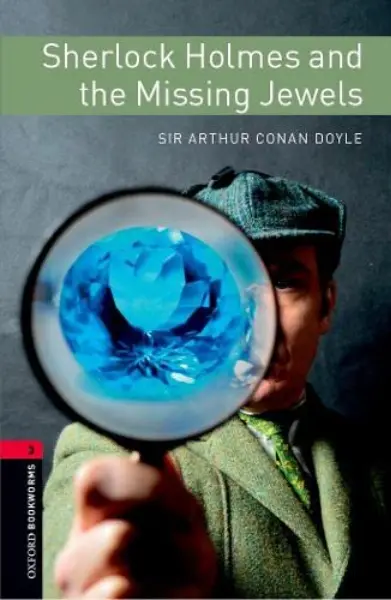 Sherlock Holmes and
the Missing Jewels
SIR ARTHUR CONAN DOYLE
3
OXFORD BOOKWORMS